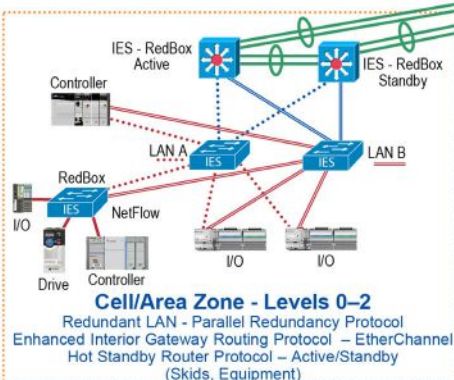 IES - RedBox
Active
IES - RedBox
Standby
Controller
LAN A
IES
IES
LAN B
RedBox
IES
NetFlow
I/O
Drive
Controller
I/O
I/O
Cell/Area Zone - Levels 0–2
Redundant LAN - Parallel Redundancy Protocol
Enhanced Interior Gateway Routing Protocol – EtherChannel
Hot Standby Router Protocol – Active/Standby
(Skids, Equipment)